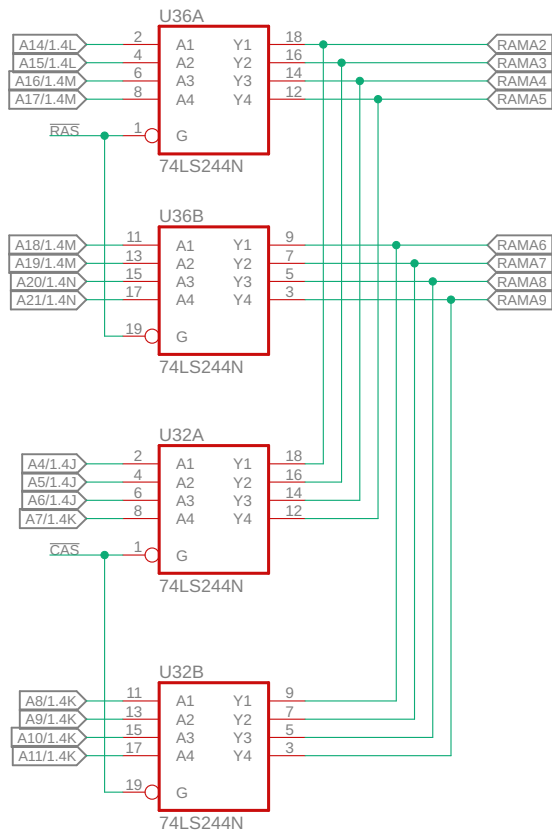 U36A
A14/1.4L 2 A1 Y1 18 RAMA2
A15/1.4L 4 A2 Y2 16 RAMA3
A16/1.4M 6 A3 Y3 14 RAMA4
A17/1.4M 8 A4 Y4 12 RAMA5
RAS 1 G
74LS244N
U36B
A18/1.4M 11 A1 Y1 9 RAMA6
A19/1.4M 13 A2 Y2 7 RAMA7
A20/1.4N 15 A3 Y3 5 RAMA8
A21/1.4N 17 A4 Y4 3 RAMA9
19 G
74LS244N
U32A
A4/1.4J 2 A1 Y1 18
A5/1.4J 4 A2 Y2 16
A6/1.4J 6 A3 Y3 14
A7/1.4K 8 A4 Y4 12
CAS 1 G
74LS244N
U32B
A8/1.4K 11 A1 Y1 9
A9/1.4K 13 A2 Y2 7
A10/1.4K 15 A3 Y3 5
A11/1.4K 17 A4 Y4 3
19 G
74LS244N